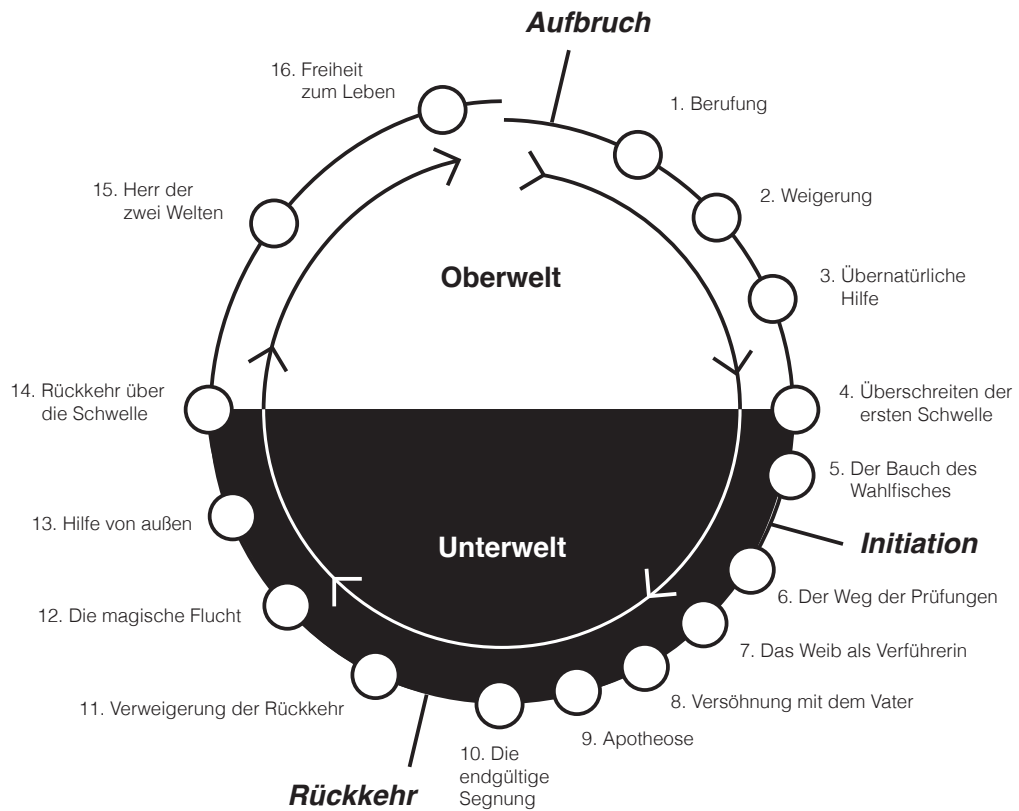 Aufbruch
16. Freiheit
zum Leben
1. Berufung
15. Herr der
zwei Welten
2. Weigerung
Oberwelt
3. Übernatürliche
Hilfe
14. Rückkehr über
die Schwelle
4. Überschreiten der
ersten Schwelle
5. Der Bauch des
Wahlfisches
13. Hilfe von außen
Unterwelt
Initiation
12. Die magische Flucht
6. Der Weg der Prüfungen
7. Das Weib als Verführerin
11. Verweigerung der Rückkehr
8. Versöhnung mit dem Vater
9. Apotheose
10. Die
endgültige
Segnung
Rückkehr